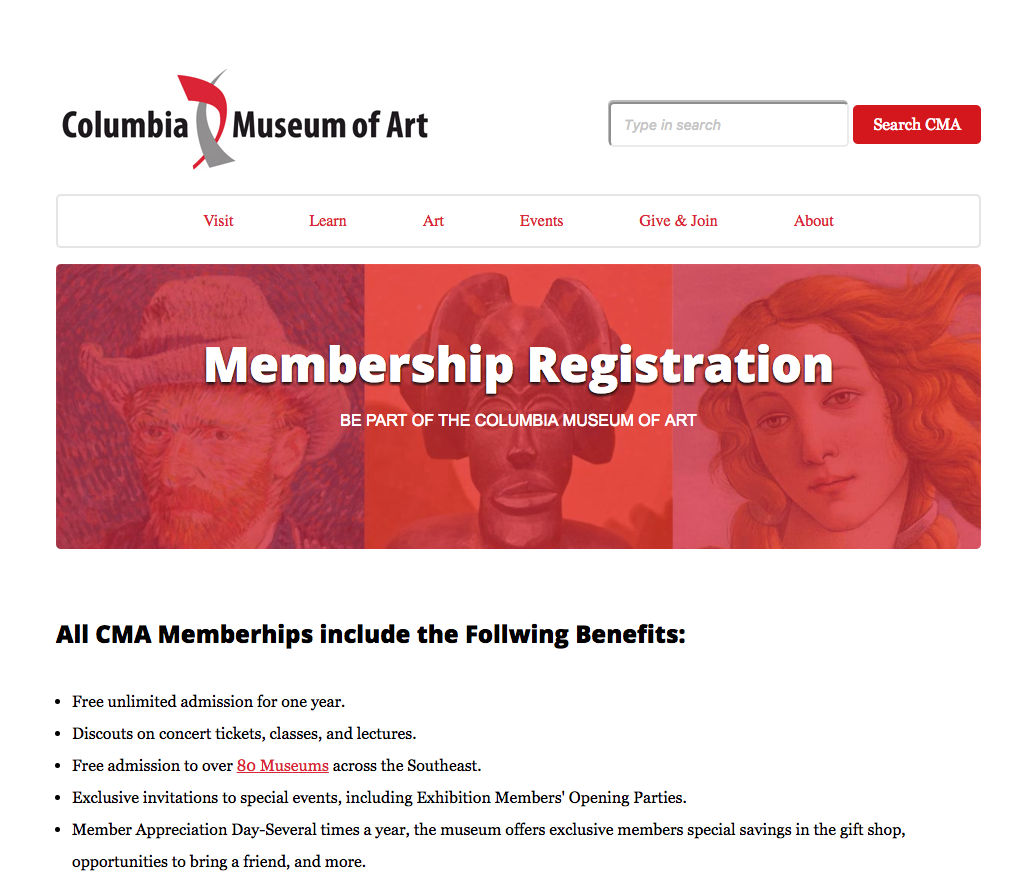 Columbia Museum of Art
Type in search
Search CMA
Visit Learn Art Events Give & Join About
Membership Registration
BE PART OF THE COLUMBIA MUSEUM OF ART
All CMA Memberhips include the Follwing Benefits:
• Free unlimited admission for one year.
• Discouts on concert tickets, classes, and lectures.
• Free admission to over 80 Museums across the Southeast.
• Exclusive invitations to special events, including Exhibition Members' Opening Parties.
• Member Appreciation Day-Several times a year, the museum offers exclusive members special savings in the gift shop,
opportunities to bring a friend, and more.